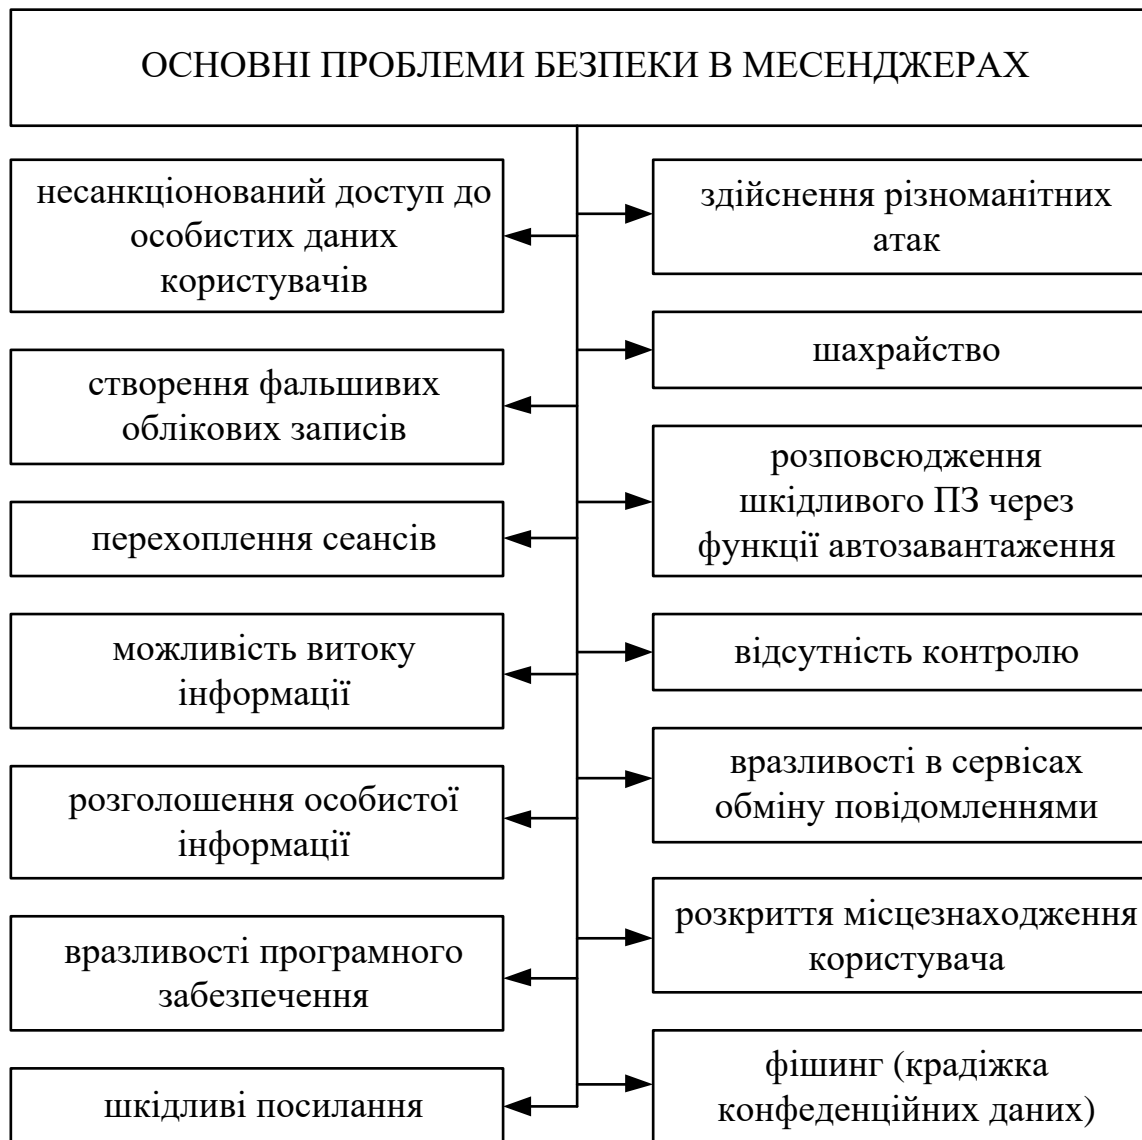 ОСНОВНІ ПРОБЛЕМИ БЕЗПЕКИ В МЕСЕНДЖЕРАХ
несанкціонований доступ до
особистих даних
користувачів
створення фальшивих
облікових записів
перехоплення сеансів
можливість витоку
інформації
розголошення особистої
інформації
вразливості програмного
забезпечення
шкідливі посилання
здійснення різноманітних
атак
шахрайство
розповсюдження
шкідливого ПЗ через
функції автозавантаження
відсутність контролю
вразливості в сервісах
обміну повідомленнями
розкриття місцезнаходження
користувача
фішинг (крадіжка
конфеденційних даних)